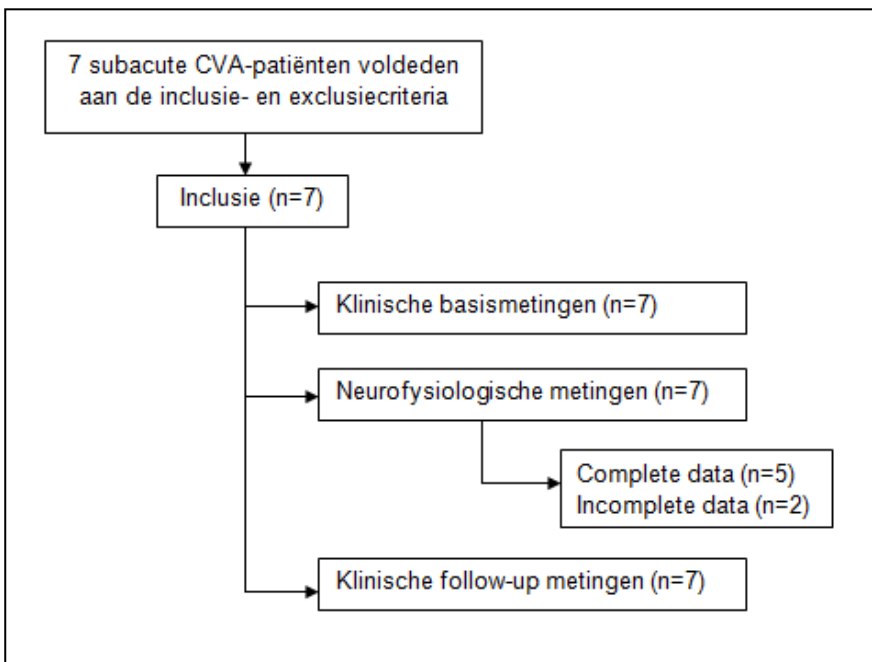 7 subacute CVA-patiënten voldeden
aan de inclusie- en exclusiecriteria
Inclusie (n=7)
Klinische basismetingen (n=7)
Neurofysiologische metingen (n=7)
Complete data (n=5)
Incomplete data (n=2)
Klinische follow-up metingen (n=7)